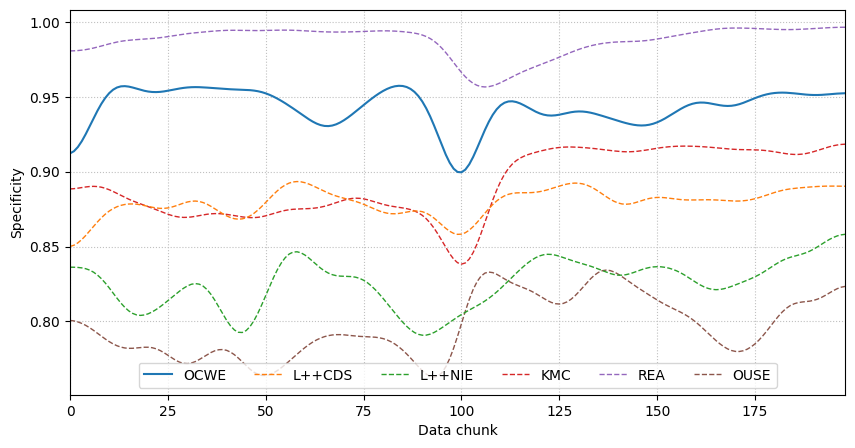 1.00
0.95
0.90
0.85
0.80
Specificity
OCWE L++CDS L++NIE KMC REA OUSE
0 25 50 75 100 125 150 175
Data chunk